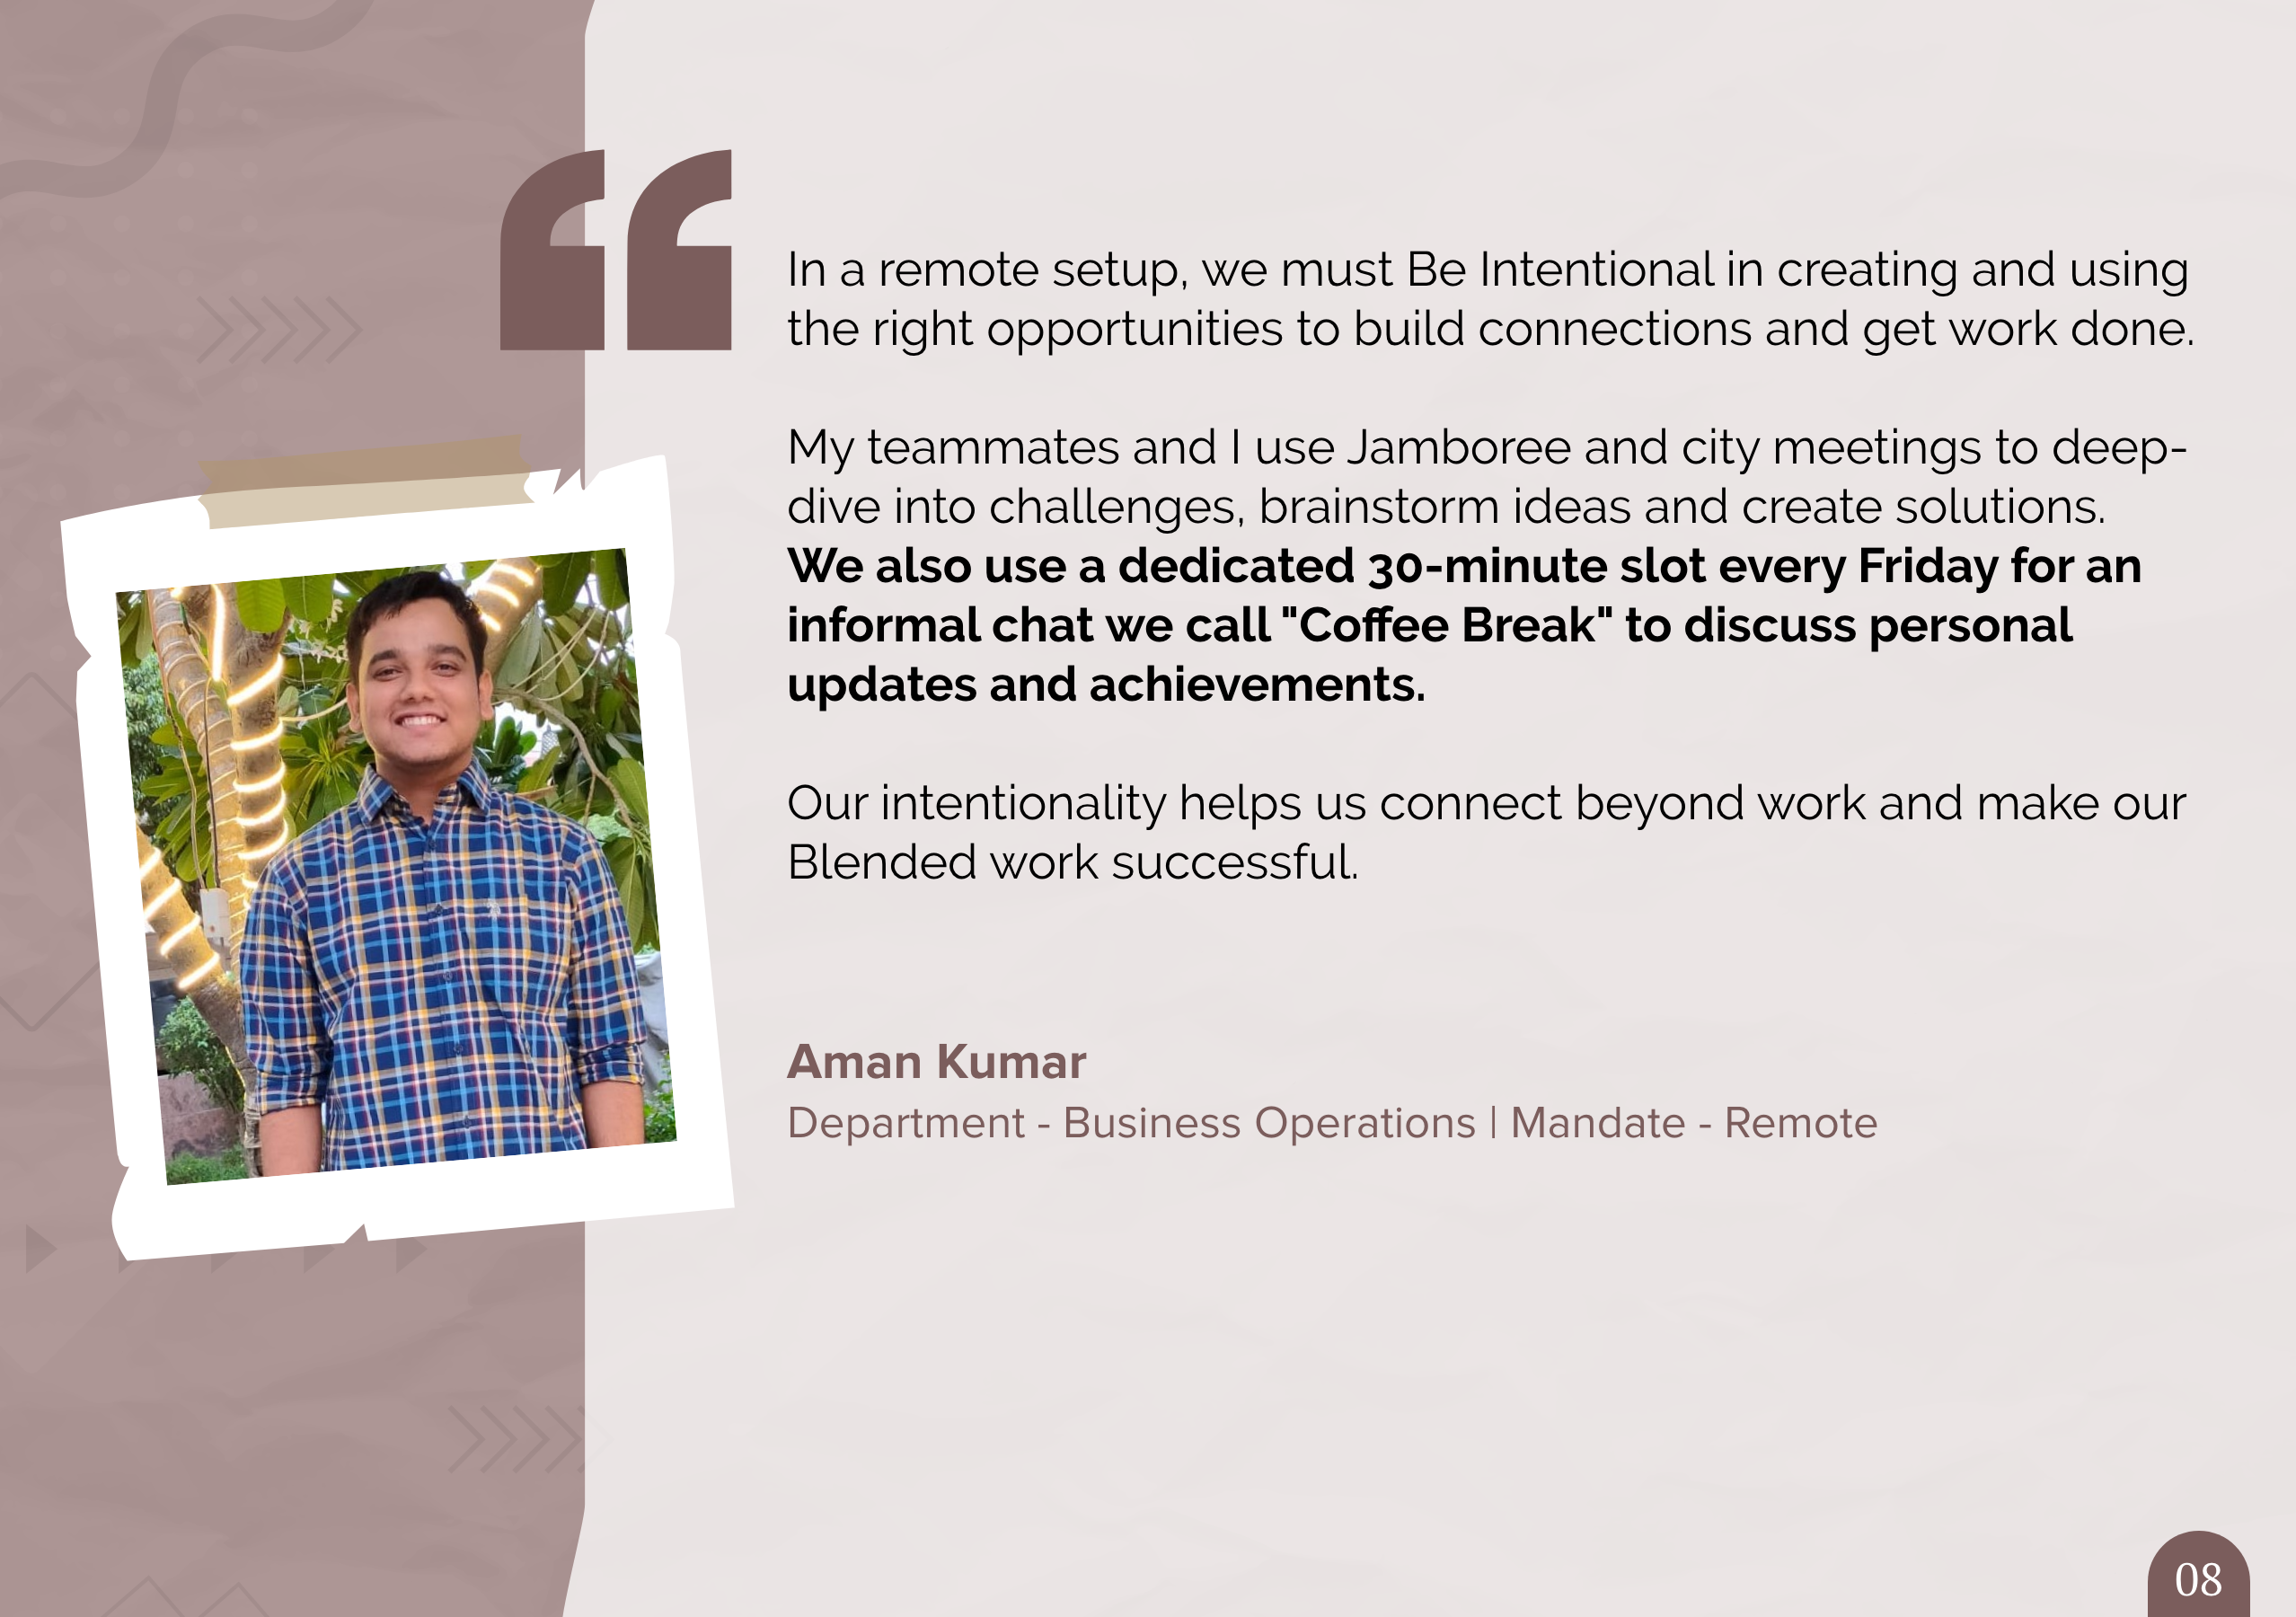 In a remote setup, we must Be Intentional in creating and using
the right opportunities to build connections and get work done.
My teammates and I use Jamboree and city meetings to deep-
dive into challenges, brainstorm ideas and create solutions.
We also use a dedicated 30-minute slot every Friday for an
informal chat we call "Coffee Break" to discuss personal
updates and achievements.
Our intentionality helps us connect beyond work and make our
Blended work successful.
Aman Kumar
Department - Business Operations | Mandate - Remote
08